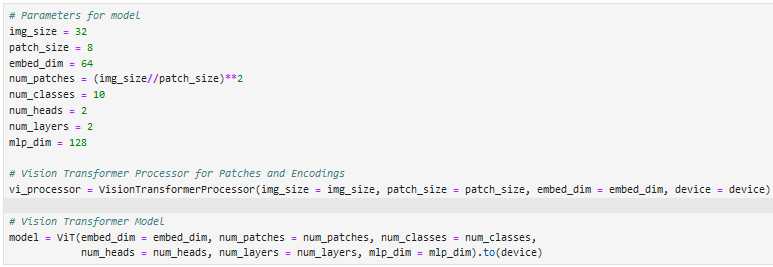 # Parameters for model
img_size = 32
patch_size = 8
embed_dim = 64
num_patches = (img_size//patch_size)**2
num_classes = 10
num_heads = 2
num_layers = 2
mlp_dim = 128
# Vision Transformer Processor for Patches and Encodings
vi_processor = VisionTransformerProcessor(img_size = img_size, patch_size = patch_size, embed_dim = embed_dim, device = device)
# Vision Transformer Model
model = ViT(embed_dim = embed_dim, num_patches = num_patches, num_classes = num_classes,
num_heads = num_heads, num_layers = num_layers, mlp_dim = mlp_dim).to(device)